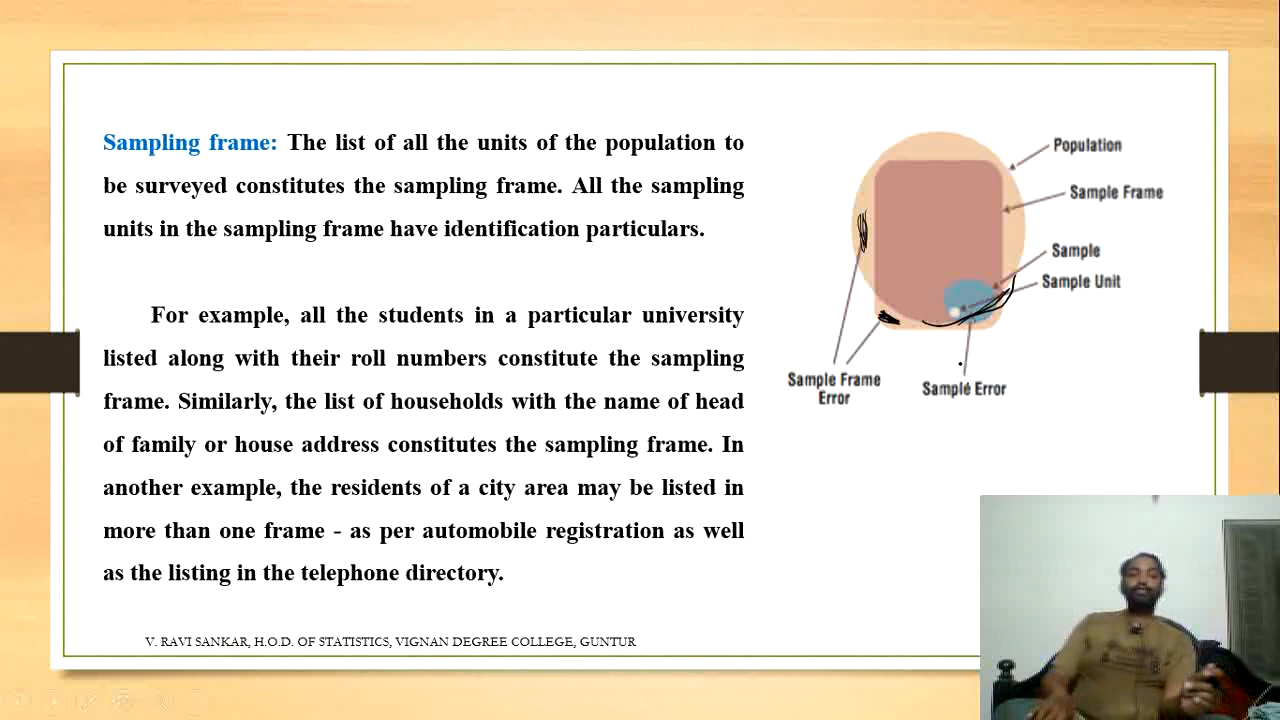 Sampling frame: The list of all the units of the population to
be surveyed constitutes the sampling frame. All the sampling
units in the sampling frame have identification particulars.
For example, all the students in a particular university
listed along with their roll numbers constitute the sampling
frame. Similarly, the list of households with the name of head
of family or house address constitutes the sampling frame. In
another example, the residents of a city area may be listed in
more than one frame - as per automobile registration as well
as the listing in the telephone directory.
Population
Sample Frame
Sample
Sample Unit
Sample Frame
Error
Sample Error
V. RAVI SANKAR, H.O.D. OF STATISTICS, VIGNAN DEGREE COLLEGE, GUNTUR